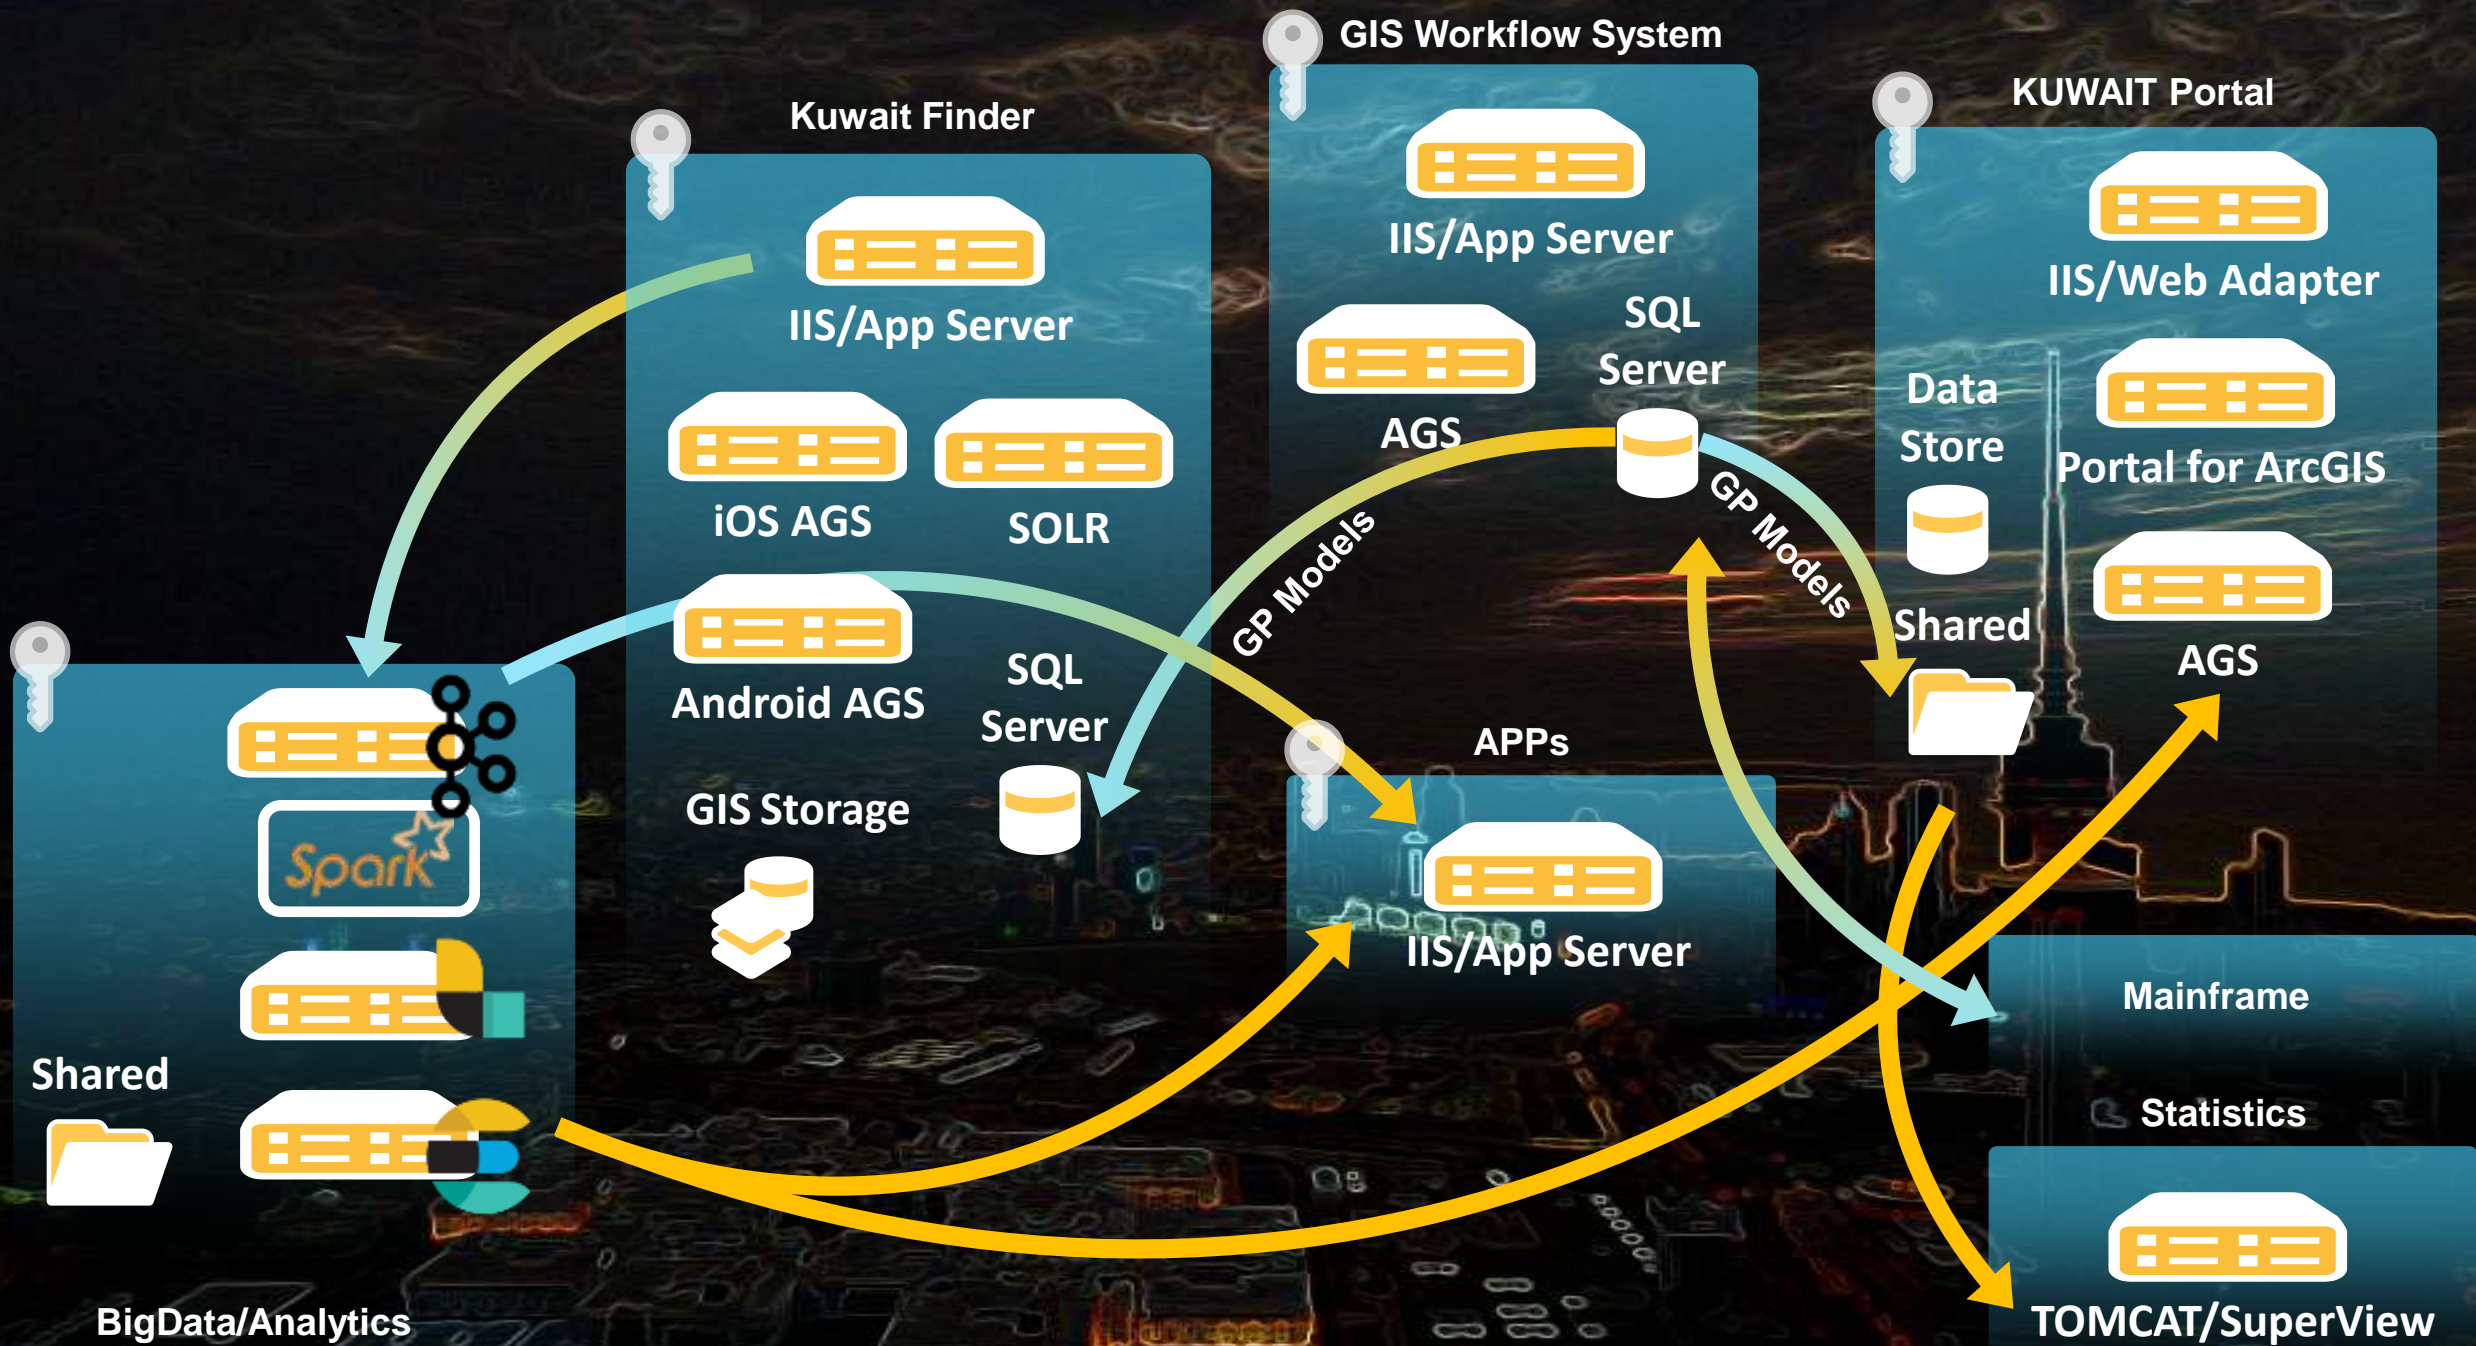 GIS Workflow System
IIS/App Server
AGS
SQL
Server
GP Models
GP Models
KUWAIT Portal
IIS/Web Adapter
Data
Store
Portal for ArcGIS
Shared
AGS
Kuwait Finder
IIS/App Server
iOS AGS
SOLR
Android AGS
SQL
Server
GIS Storage
APPs
IIS/App Server
Mainframe
Statistics
TOMCAT/SuperView
Spark
Shared
BigData/Analytics